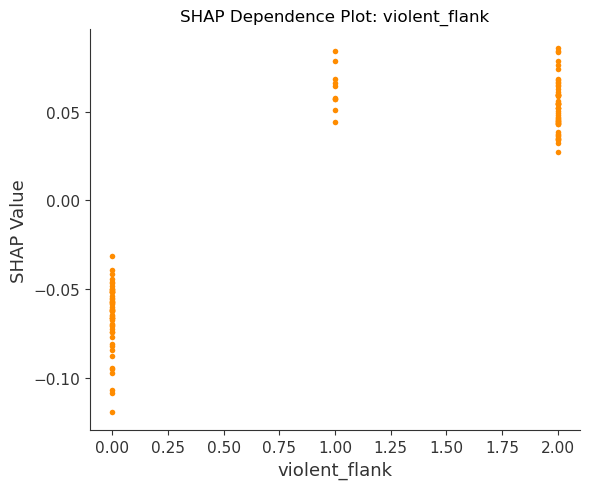 SHAP Dependence Plot: violent_flank
SHAP Value
0.05
0.00
−0.05
−0.10
0.00 0.25 0.50 0.75 1.00 1.25 1.50 1.75 2.00
violent_flank